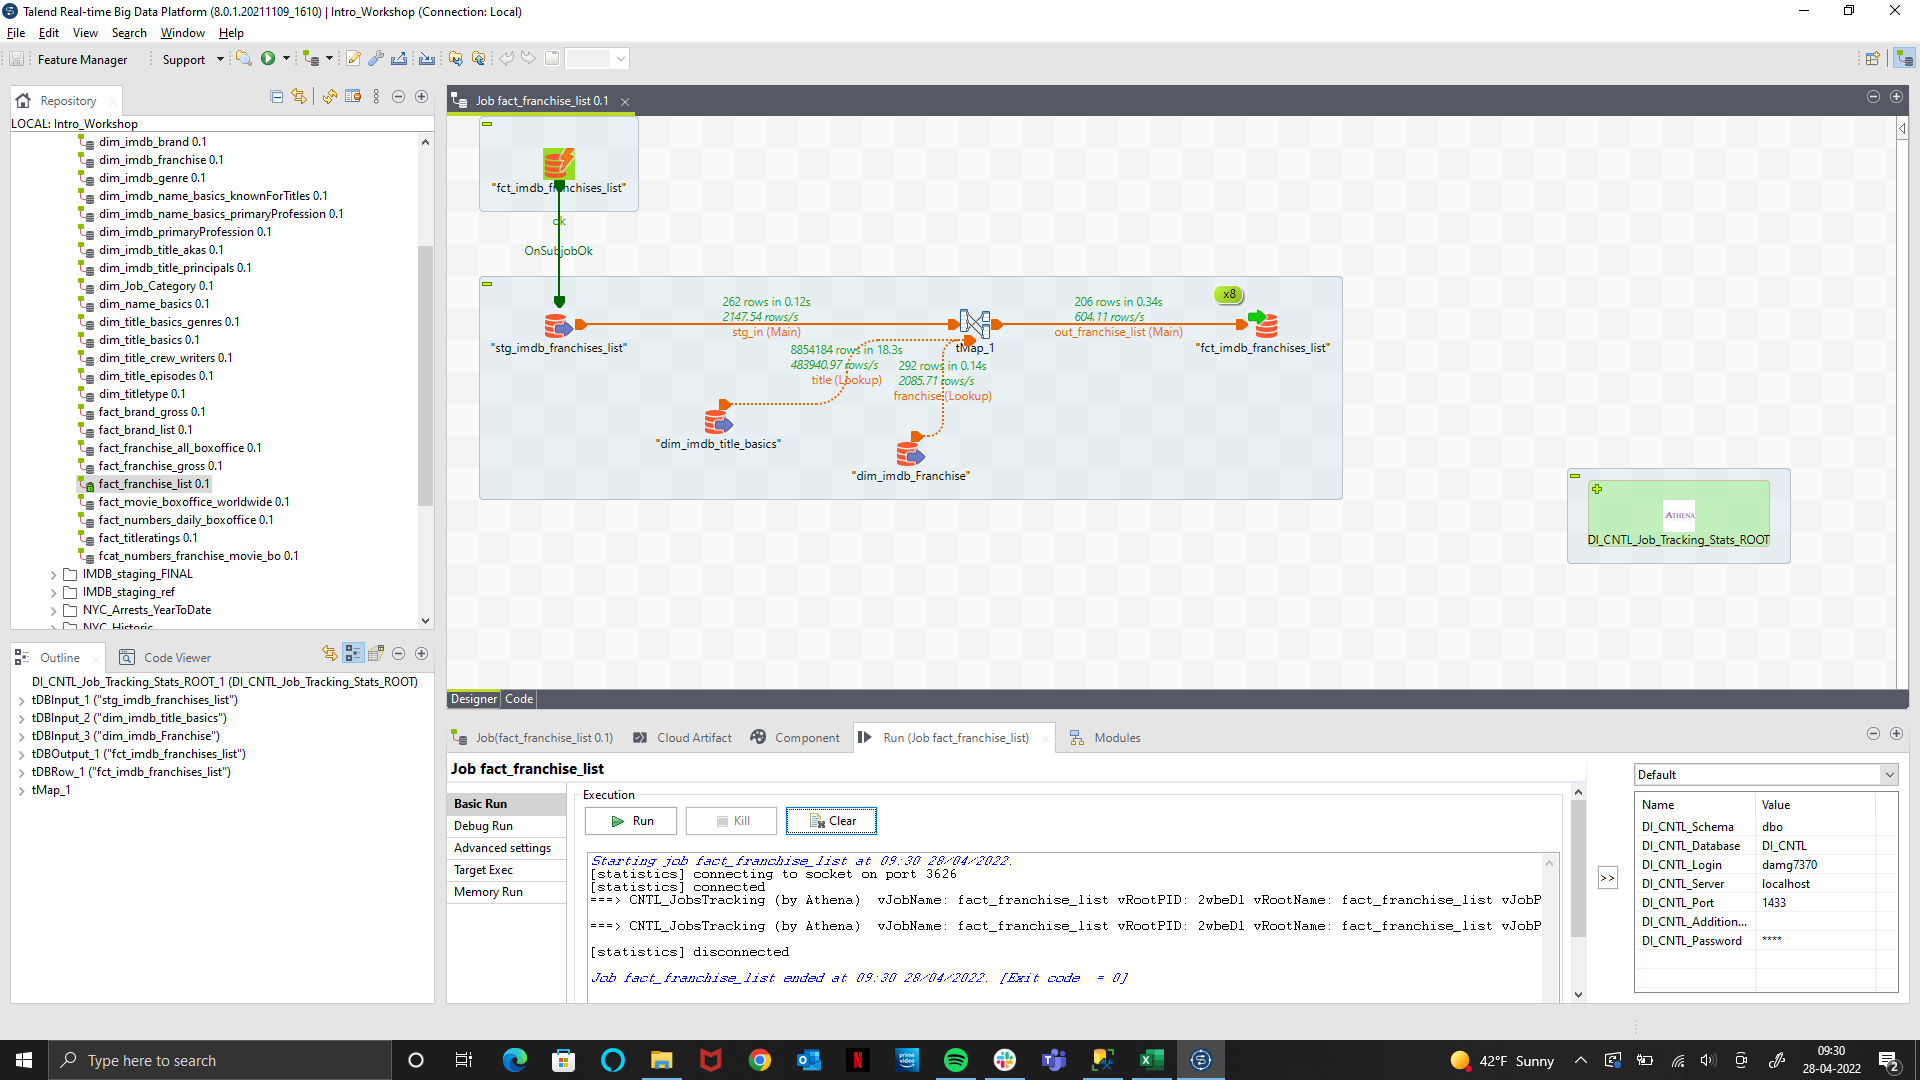 Talend Real-time Big Data Platform (8.0.1.20211109_1610) | Intro_Workshop (Connection: Local)
File Edit View Search Window Help
Feature Manager Support
Repository
LOCAL: Intro_Workshop
dim_imdb_brand 0.1
dim_imdb_franchise 0.1
dim_imdb_genre 0.1
dim_imdb_name_basics_knownForTitles 0.1
dim_imdb_name_basics_primaryProfession 0.1
dim_imdb_primaryProfession 0.1
dim_imdb_title_akas 0.1
dim_imdb_title_principals 0.1
dim_Job_Category 0.1
dim_name_basics 0.1
dim_title_basics_genres 0.1
dim_title_basics 0.1
dim_title_crew_writers 0.1
dim_title_episodes 0.1
dim_titletype 0.1
fact_brand_gross 0.1
fact_brand_list 0.1
fact_franchise_all_boxoffice 0.1
fact_franchise_gross 0.1
fact_franchise_list 0.1
fact_movie_boxoffice_worldwide 0.1
fact_numbers_daily_boxoffice 0.1
fact_titleratings 0.1
fcat_numbers_franchise_movie_bo 0.1
IMDB_staging_FINAL
IMDB_staging_ref
NYC_Arrests_YearToDate
NYC_Historic
Outline Code Viewer
DI_CNTL_Job_Tracking_Stats_ROOT_1 (DI_CNTL_Job_Tracking_Stats_ROOT)
tDBInput_1 ("stg_imdb_franchises_list")
tDBInput_2 ("dim_imdb_title_basics")
tDBInput_3 ("dim_imdb_Franchise")
tDBOutput_1 ("fct_imdb_franchises_list")
tDBRow_1 ("fct_imdb_franchises_list")
tMap_1
Job fact_franchise_list 0.1
"fct_imdb_franchises_list"
ok
OnSubjobOk
262 rows in 0.12s
2147.54 rows/s
stg_in (Main)
"stg_imdb_franchises_list"
tMap_1
206 rows in 0.34s
604.11 rows/s
out_franchise_list (Main)
x8
"fct_imdb_franchises_list"
8854184 rows in 18.3s
483940.97 rows/s
title (Lookup)
292 rows in 0.14s
2085.71 rows/s
franchise (Lookup)
"dim_imdb_title_basics"
"dim_imdb_Franchise"
ATHENA
DI_CNTL_Job_Tracking_Stats_ROOT
Designer Code
Job(fact_franchise_list 0.1) Cloud Artifact Component Run (Job fact_franchise_list) Modules
Job fact_franchise_list
Basic Run
Debug Run
Advanced settings
Target Exec
Memory Run
Execution
Run Kill Clear
Starting job fact_franchise_list at 09:30 28/04/2022.
[statistics] connecting to socket on port 3626
[statistics] connected
===> CNTL_JobsTracking (by Athena) vJobName: fact_franchise_list vRootPID: 2wbeDl vRootName: fact_franchise_list vJobP
===> CNTL_JobsTracking (by Athena) vJobName: fact_franchise_list vRootPID: 2wbeDl vRootName: fact_franchise_list vJobP
[statistics] disconnected
Job fact_franchise_list ended at 09:30 28/04/2022. [Exit code = 0]
>>
Default
Name Value
DI_CNTL_Schema dbo
DI_CNTL_Database DI_CNTL
DI_CNTL_Login damg7370
DI_CNTL_Server localhost
DI_CNTL_Port 1433
DI_CNTL_Addition...
DI_CNTL_Password ****
Type here to search
prime video
42°F Sunny
09:30
28-04-2022
2